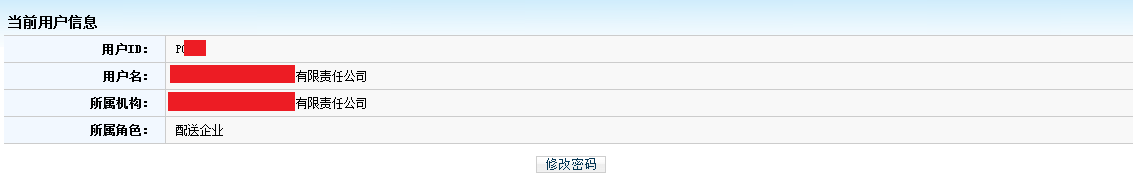 当前用户信息
用户ID： P
用户名： 有限责任公司
所属机构： 有限责任公司
所属角色： 配送企业
修改密码